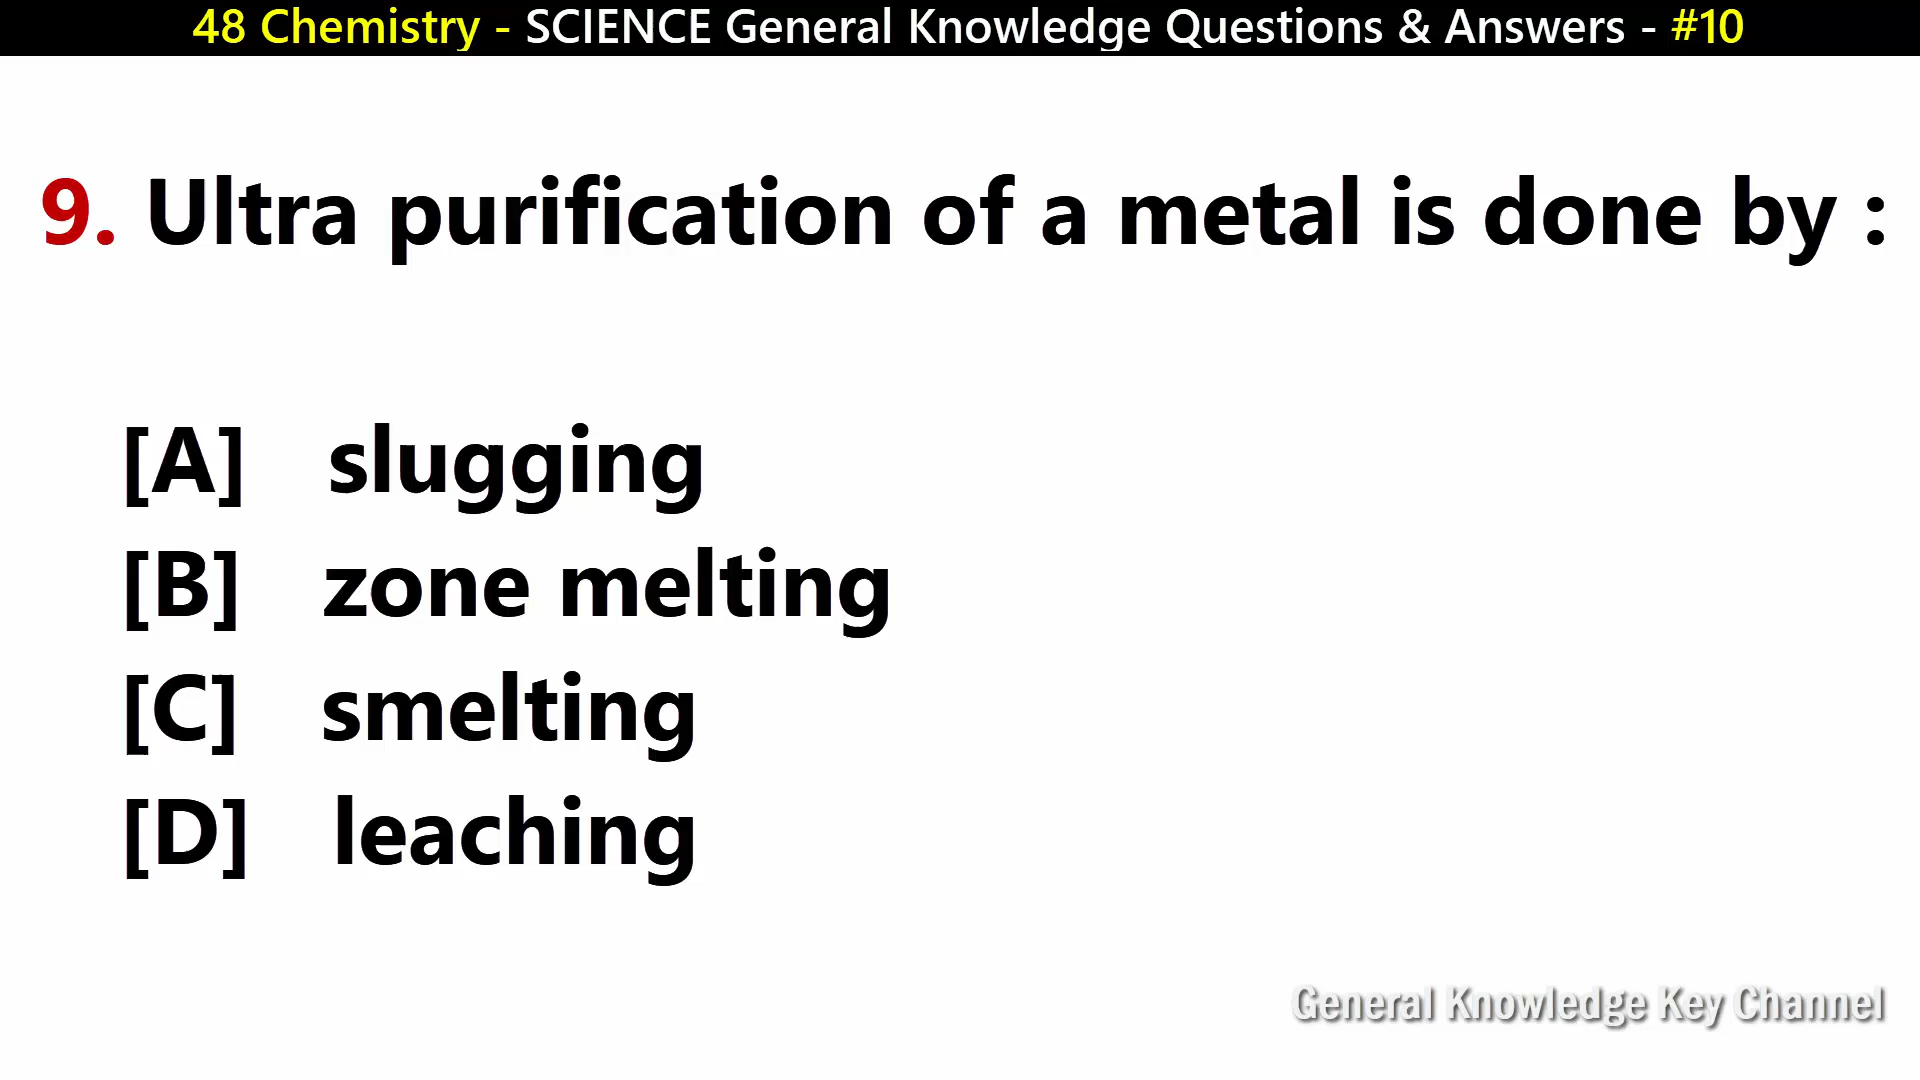 48 Chemistry - SCIENCE General Knowledge Questions & Answers - #10
9. Ultra purification of a metal is done by :
[A] slugging
[B] zone melting
[C] smelting
[D] leaching
General Knowledge Key Channel